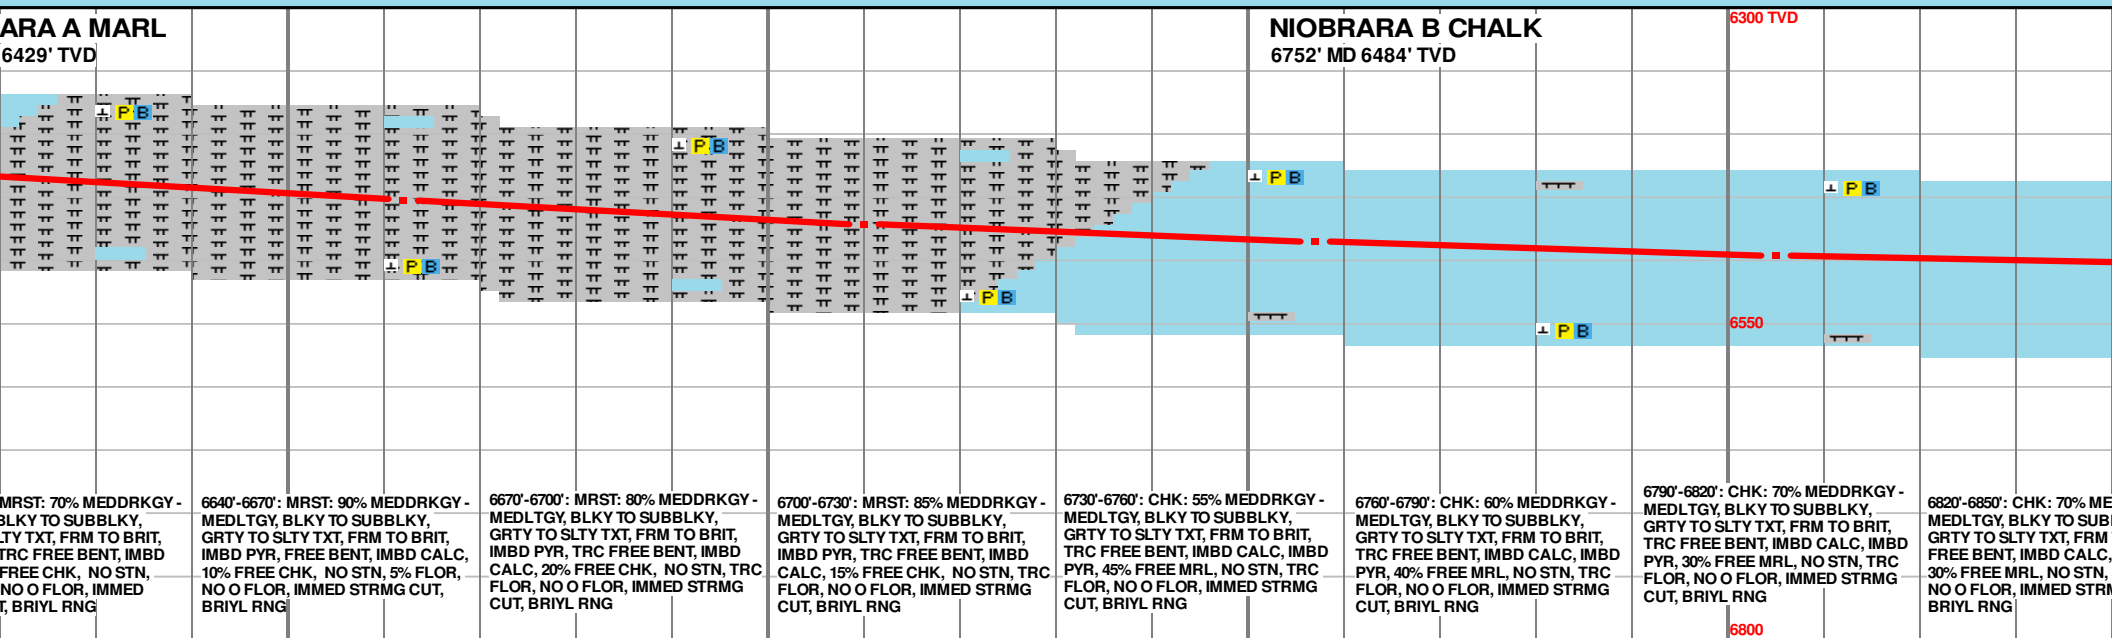 ARA A MARL
6429' TVD
NIOBRARA B CHALK
6752' MD 6484' TVD
6300 TVD
P B
P B
P B
P B
P B
P B
P B
6550
MRST: 70% MEDDRKGY -
BLKY TO SUBBLKY,
LTY TXT, FRM TO BRIT,
TRC FREE BENT, IMBD
FREE CHK, NO STN,
NO O FLOR, IMMED
T, BRIYL RNG
6640'-6670': MRST: 90% MEDDRKGY -
MEDLTGY, BLKY TO SUBBLKY,
GRTY TO SLTY TXT, FRM TO BRIT,
IMBD PYR, FREE BENT, IMBD CALC,
10% FREE CHK, NO STN, 5% FLOR,
NO O FLOR, IMMED STRMG CUT,
BRIYL RNG
6670'-6700': MRST: 80% MEDDRKGY -
MEDLTGY, BLKY TO SUBBLKY,
GRTY TO SLTY TXT, FRM TO BRIT,
IMBD PYR, TRC FREE BENT, IMBD
CALC, 20% FREE CHK, NO STN, TRC
FLOR, NO O FLOR, IMMED STRMG
CUT, BRIYL RNG
6700'-6730': MRST: 85% MEDDRKGY -
MEDLTGY, BLKY TO SUBBLKY,
GRTY TO SLTY TXT, FRM TO BRIT,
IMBD PYR, TRC FREE BENT, IMBD
CALC, 15% FREE CHK, NO STN, TRC
FLOR, NO O FLOR, IMMED STRMG
CUT, BRIYL RNG
6730'-6760': CHK: 55% MEDDRKGY -
MEDLTGY, BLKY TO SUBBLKY,
GRTY TO SLTY TXT, FRM TO BRIT,
TRC FREE BENT, IMBD CALC, IMBD
PYR, 45% FREE MRL, NO STN, TRC
FLOR, NO O FLOR, IMMED STRMG
CUT, BRIYL RNG
6760'-6790': CHK: 60% MEDDRKGY -
MEDLTGY, BLKY TO SUBBLKY,
GRTY TO SLTY TXT, FRM TO BRIT,
TRC FREE BENT, IMBD CALC, IMBD
PYR, 40% FREE MRL, NO STN, TRC
FLOR, NO O FLOR, IMMED STRMG
CUT, BRIYL RNG
6790'-6820': CHK: 70% MEDDRKGY -
MEDLTGY, BLKY TO SUBBLKY,
GRTY TO SLTY TXT, FRM TO BRIT,
TRC FREE BENT, IMBD CALC, IMBD
PYR, 30% FREE MRL, NO STN, TRC
FLOR, NO O FLOR, IMMED STRMG
CUT, BRIYL RNG
6820'-6850': CHK: 70% ME
MEDLTGY, BLKY TO SUB
GRTY TO SLTY TXT, FRM
FREE BENT, IMBD CALC,
30% FREE MRL, NO STN,
NO O FLOR, IMMED STRM
BRIYL RNG
6800